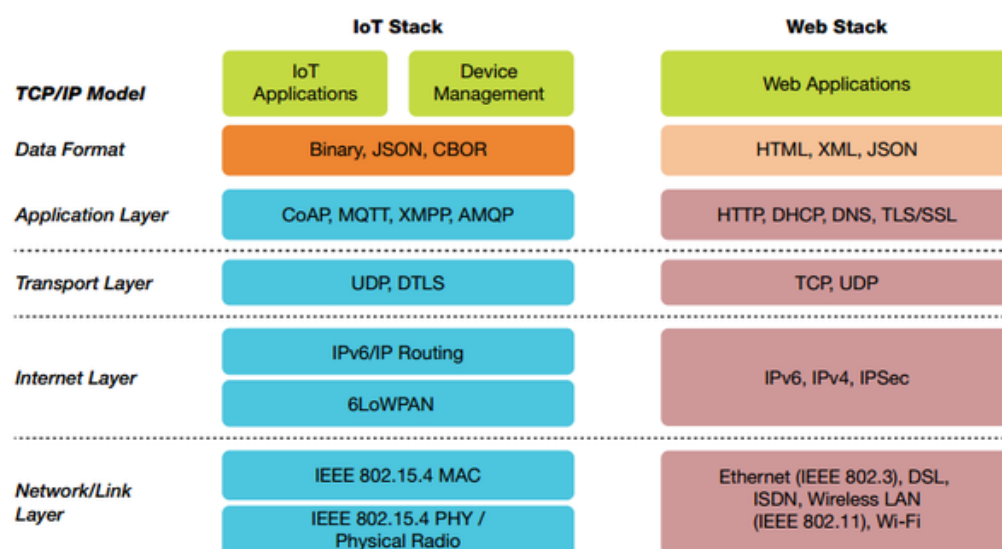 IoT Stack
Web Stack
TCP/IP Model
IoT
Applications
Device
Management
Web Applications
Data Format
Binary, JSON, CBOR
HTML, XML, JSON
Application Layer
CoAP, MQTT, XMPP, AMQP
HTTP, DHCP, DNS, TLS/SSL
Transport Layer
UDP, DTLS
TCP, UDP
Internet Layer
IPv6/IP Routing
6LoWPAN
IPv6, IPv4, IPSec
Network/Link
Layer
IEEE 802.15.4 MAC
IEEE 802.15.4 PHY /
Physical Radio
Ethernet (IEEE 802.3), DSL,
ISDN, Wireless LAN
(IEEE 802.11), Wi-Fi